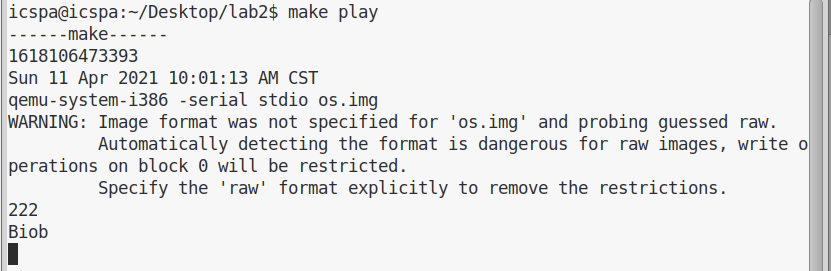 icspa@icspa:~/Desktop/lab2$ make play
------make------
1618106473393
Sun 11 Apr 2021 10:01:13 AM CST
qemu-system-i386 -serial stdio os.img
WARNING: Image format was not specified for 'os.img' and probing guessed raw.
         Automatically detecting the format is dangerous for raw images, write o
perations on block 0 will be restricted.
         Specify the 'raw' format explicitly to remove the restrictions.
222
Biob